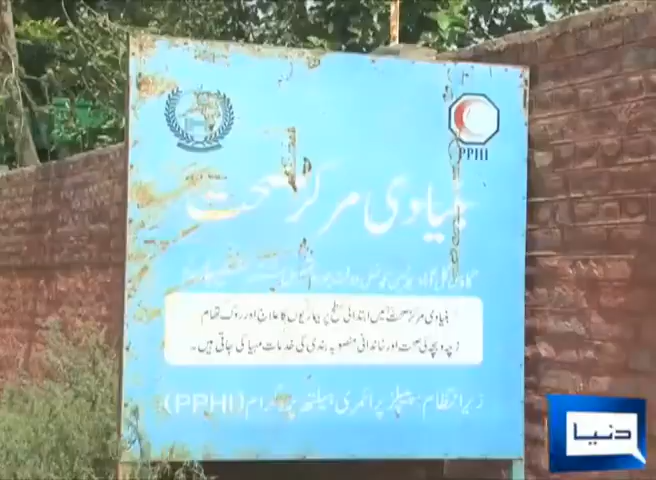 PPHI
بنیادی مرکز صحت
بنیادی مرکز صحت میں ابتدائی سطح پر بیماریوں کا علاج اور روک تھام
زچہ و بچہ کی صحت اور خاندانی منصوبہ بندی کی خدمات مہیا کی جاتی ہیں۔
زیر انتظام۔ پیپلز پرائمری ہیلتھ پروگرام (PPHI)
دنیا